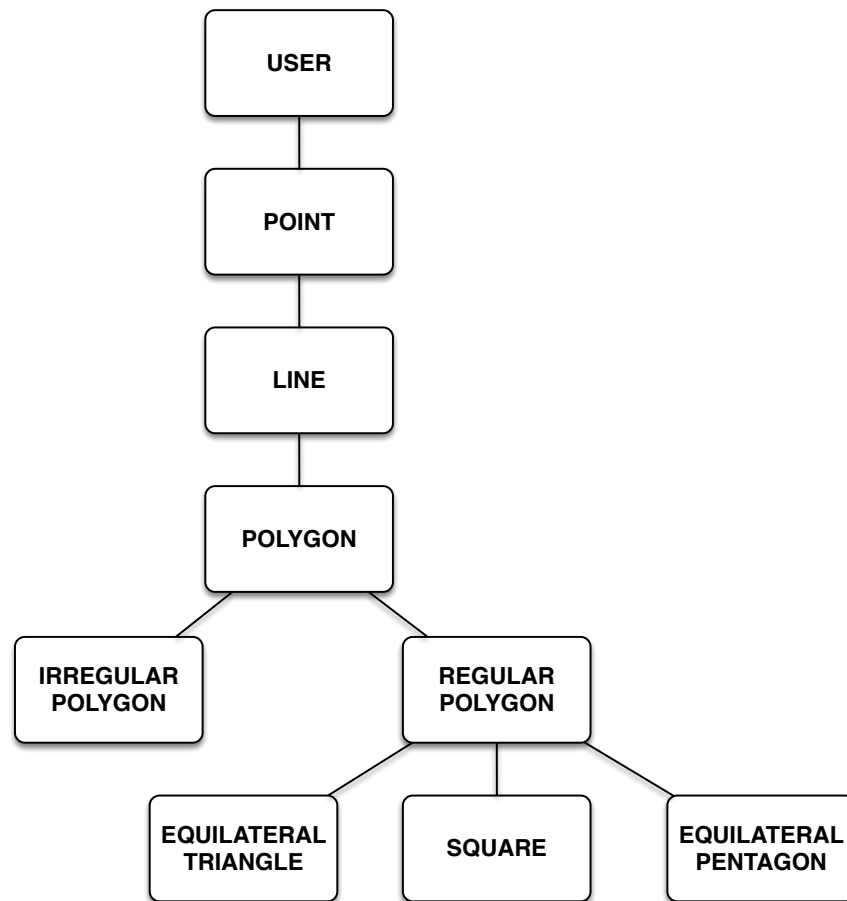 USER
POINT
LINE
POLYGON
IRREGULAR
POLYGON
REGULAR
POLYGON
EQUILATERAL
TRIANGLE
SQUARE
EQUILATERAL
PENTAGON